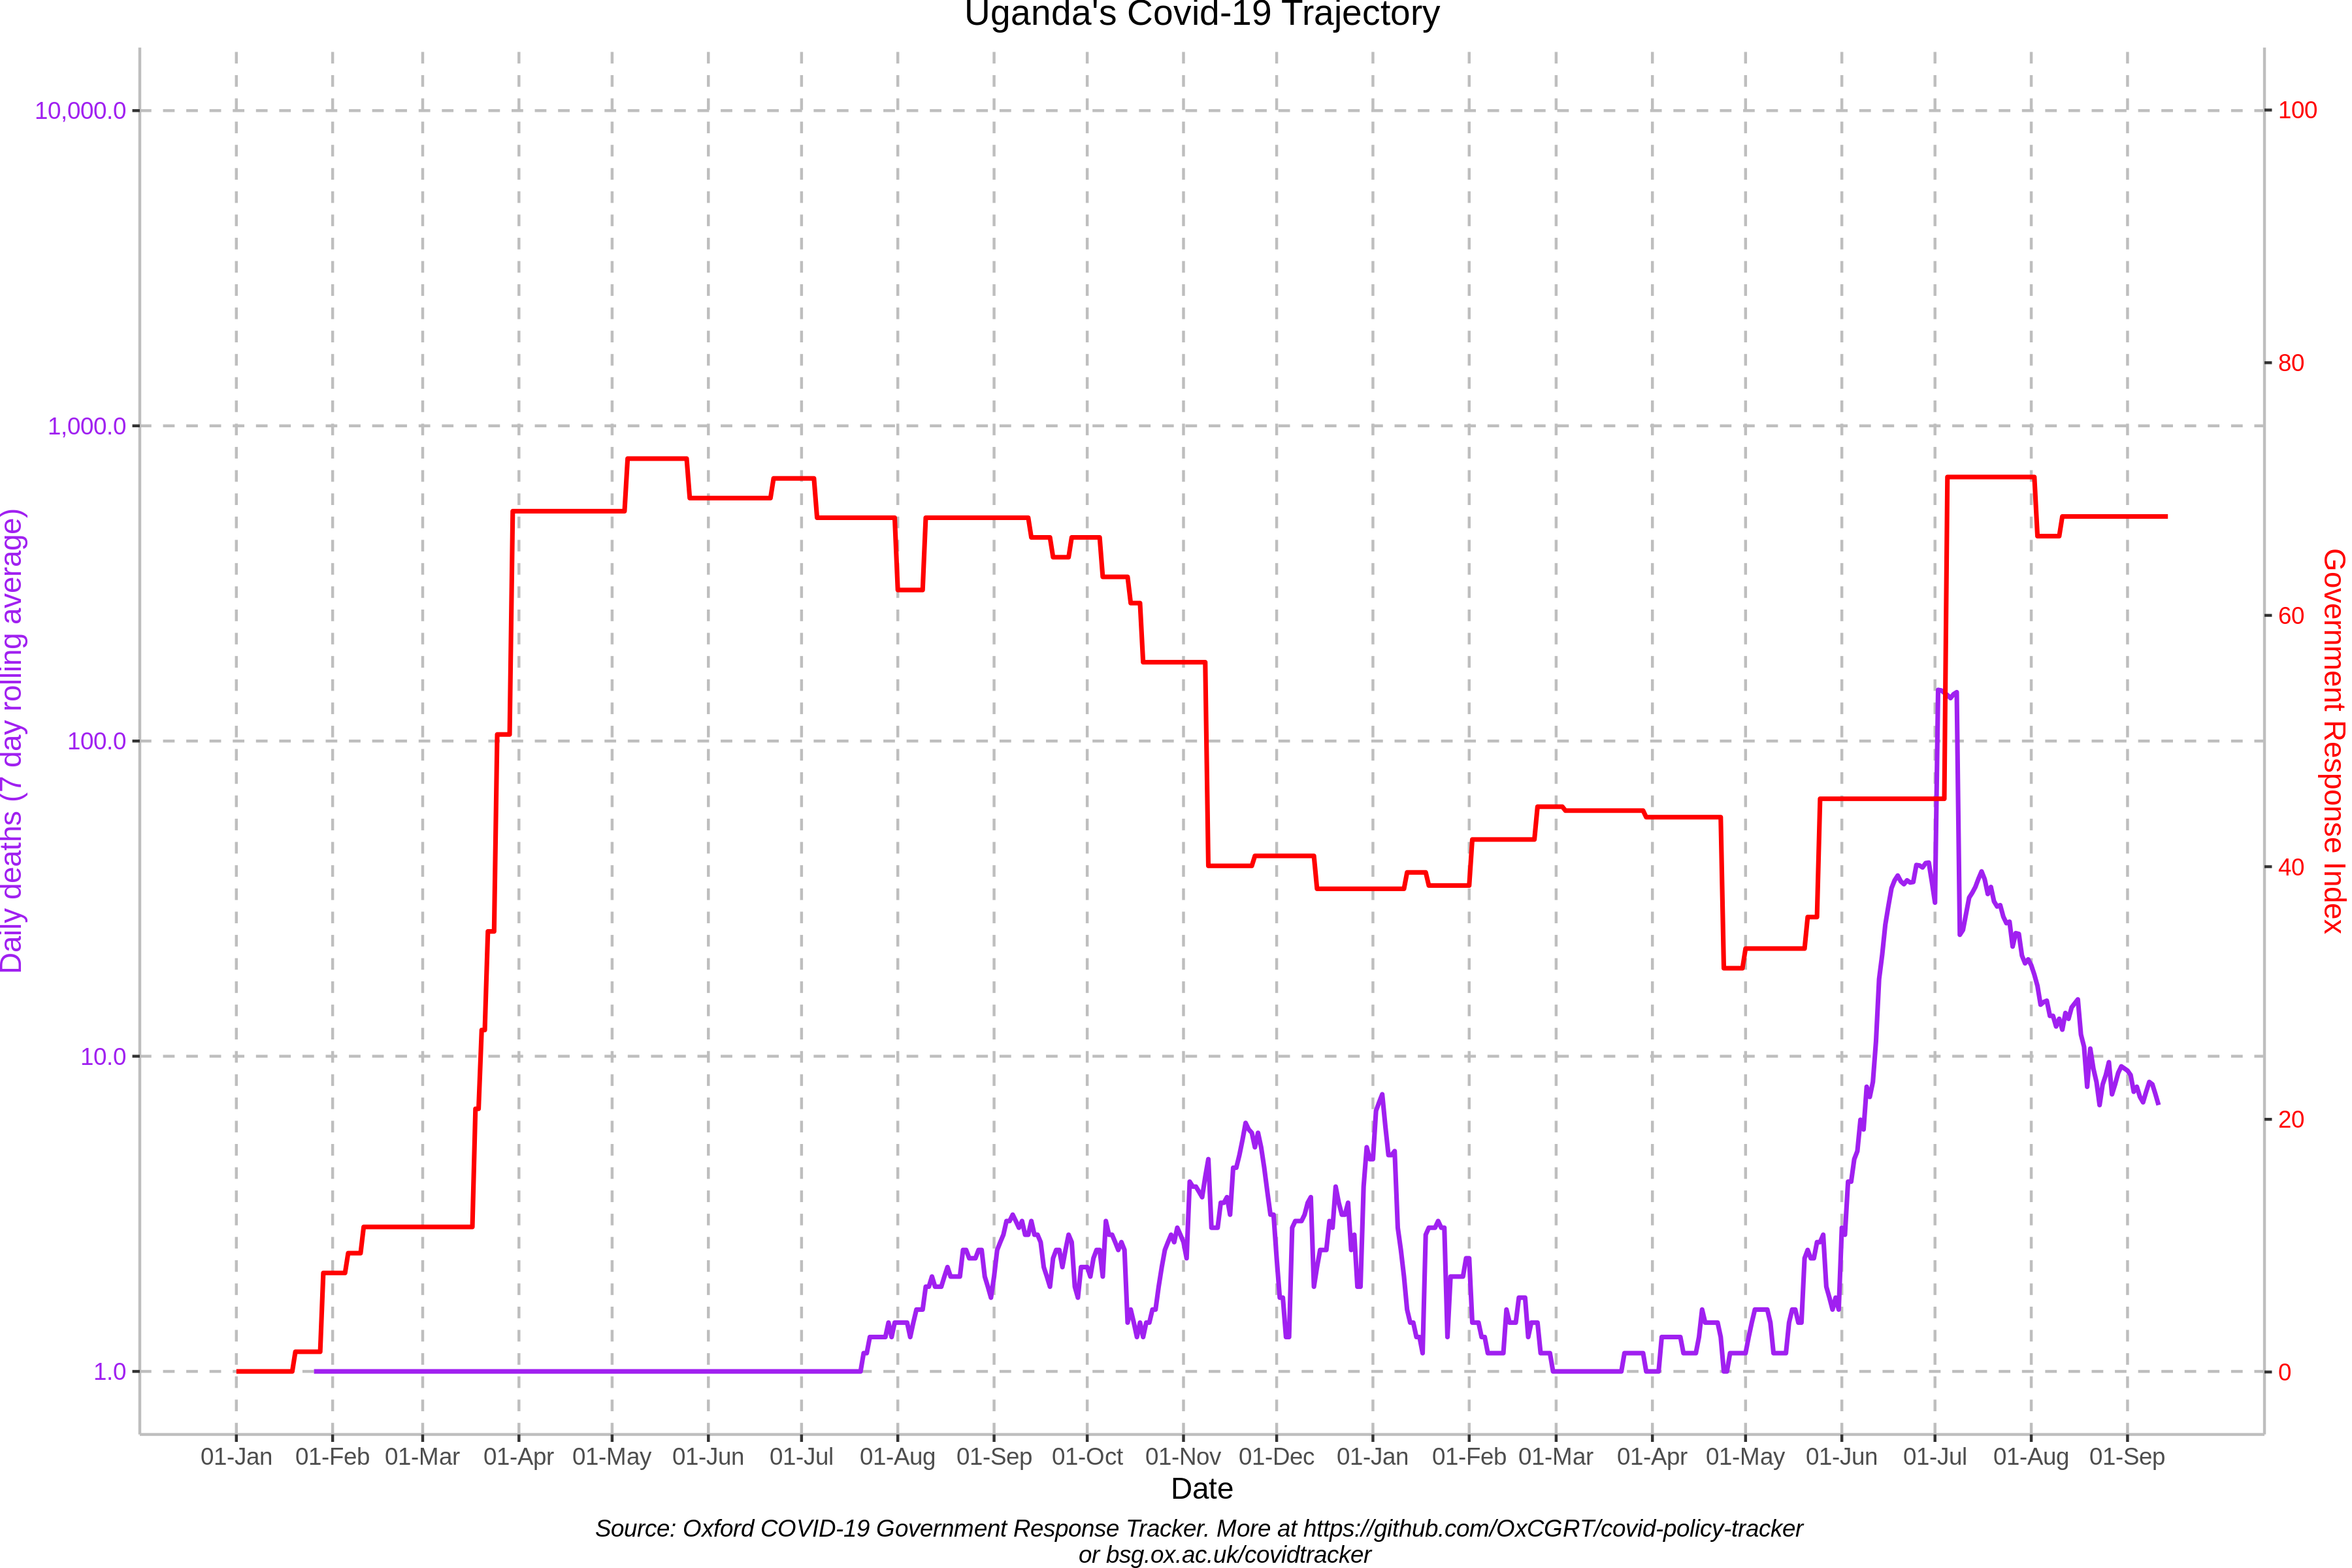 Uganda's Covid-19 Trajectory
10,000.0
1,000.0
100.0
10.0
1.0
Daily deaths (7 day rolling average)
100
80
60
40
20
0
Government Response Index
01-Jan 01-Feb 01-Mar 01-Apr 01-May 01-Jun 01-Jul 01-Aug 01-Sep 01-Oct 01-Nov 01-Dec 01-Jan 01-Feb 01-Mar 01-Apr 01-May 01-Jun 01-Jul 01-Aug 01-Sep
Date
Source: Oxford COVID-19 Government Response Tracker. More at https://github.com/OxCGRT/covid-policy-tracker
or bsg.ox.ac.uk/covidtracker